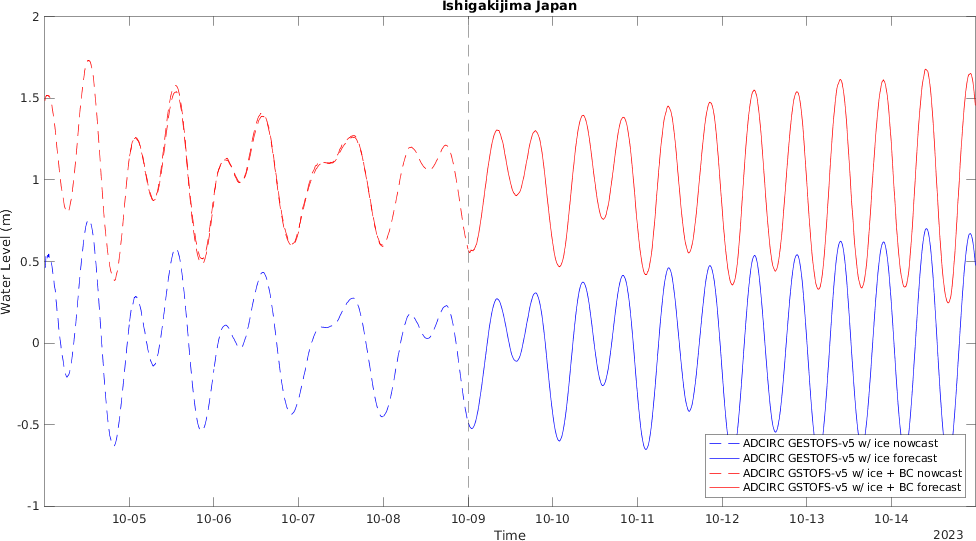 Ishigakijima Japan
2
1.5
1
0.5
0
-0.5
-1
Water Level (m)
10-05
10-06
10-07
10-08
10-09
10-10
10-11
10-12
10-13
10-14
Time
2023
ADCIRC GESTOFS-v5 w/ ice nowcast
ADCIRC GESTOFS-v5 w/ ice forecast
ADCIRC GSTOFS-v5 w/ ice + BC nowcast
ADCIRC GSTOFS-v5 w/ ice + BC forecast